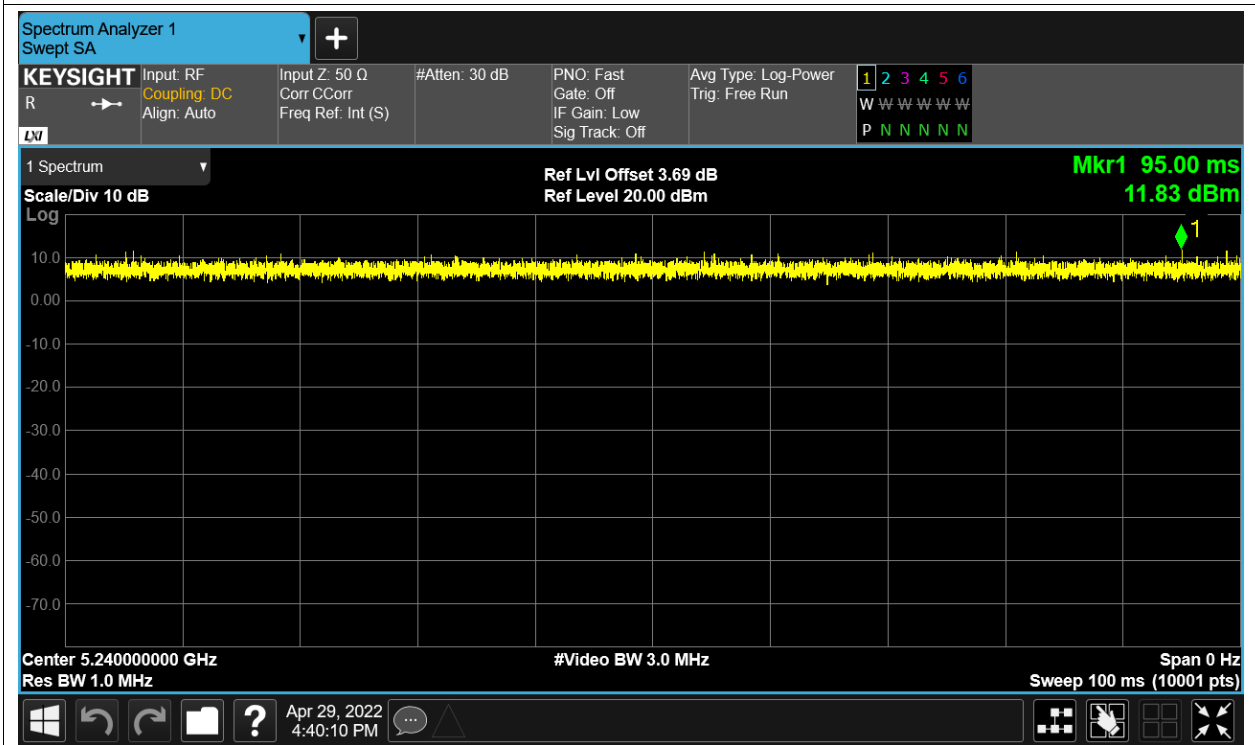 Spectrum Analyzer 1
Swept SA
KEYSIGHT
R
LXI
Input: RF
Coupling: DC
Align: Auto
Input Z: 50 Ω
Corr CCorr
Freq Ref: Int (S)
#Atten: 30 dB
PNO: Fast
Gate: Off
IF Gain: Low
Sig Track: Off
Avg Type: Log-Power
Trig: Free Run
1 2 3 4 5 6
W W W W W W
P N N N N N
1 Spectrum
Scale/Div 10 dB
Log
Ref Lvl Offset 3.69 dB
Ref Level 20.00 dBm
Mkr1 95.00 ms
11.83 dBm
1
10.0
0.00
-10.0
-20.0
-30.0
-40.0
-50.0
-60.0
-70.0
Center 5.240000000 GHz
Res BW 1.0 MHz
#Video BW 3.0 MHz
Span 0 Hz
Sweep 100 ms (10001 pts)
?
Apr 29, 2022
4:40:10 PM